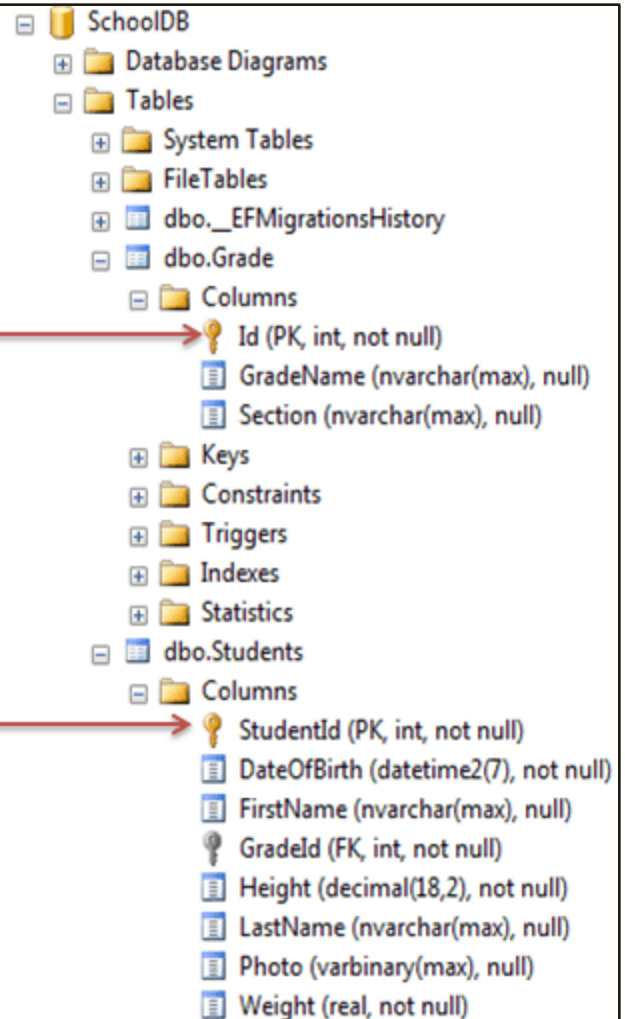 SchoolDB
Database Diagrams
Tables
System Tables
FileTables
dbo.__EFMigrationsHistory
dbo.Grade
Columns
Id (PK, int, not null)
GradeName (nvarchar(max), null)
Section (nvarchar(max), null)
Keys
Constraints
Triggers
Indexes
Statistics
dbo.Students
Columns
StudentId (PK, int, not null)
DateOfBirth (datetime2(7), not null)
FirstName (nvarchar(max), null)
GradeId (FK, int, not null)
Height (decimal(18,2), not null)
LastName (nvarchar(max), null)
Photo (varbinary(max), null)
Weight (real, not null)